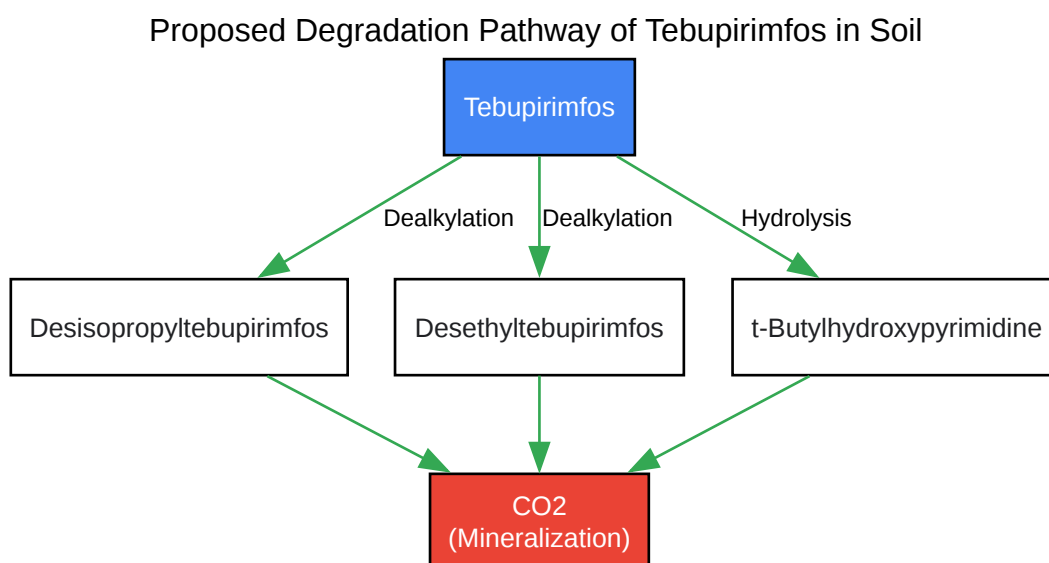 Proposed Degradation Pathway of Tebupirimfos in Soil
Tebupirimfos
Dealkylation
Dealkylation
Hydrolysis
Desisopropyltebupirimfos
Desethyltebupirimfos
t-Butylhydroxypyrimidine
CO2
(Mineralization)